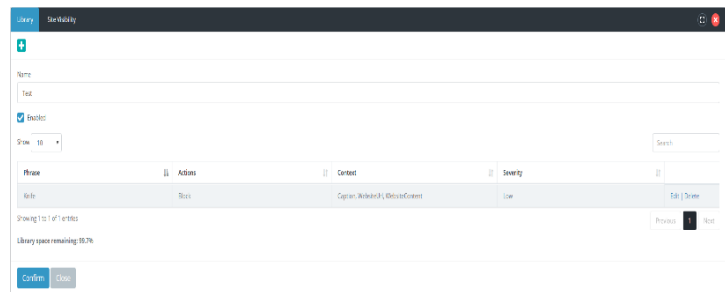 Library Site Visibility
Name
Test
Enabled
Show 10
Search
Phrase Actions Context Severity
Block Caption, WebsiteUrl, WebsiteContent Low Edit | Delete
Showing 1 to 1 of 1 entries
Previous 1 Next
Library space remaining: 99.7%
Confirm Close